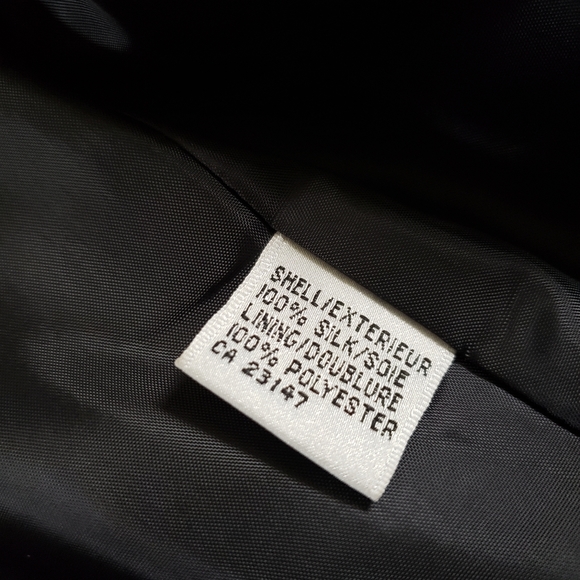 SHELL/EXTERIEUR
100% SILK/SOIE
LINING/DOUBLURE
100% POLYESTER
CA 23147